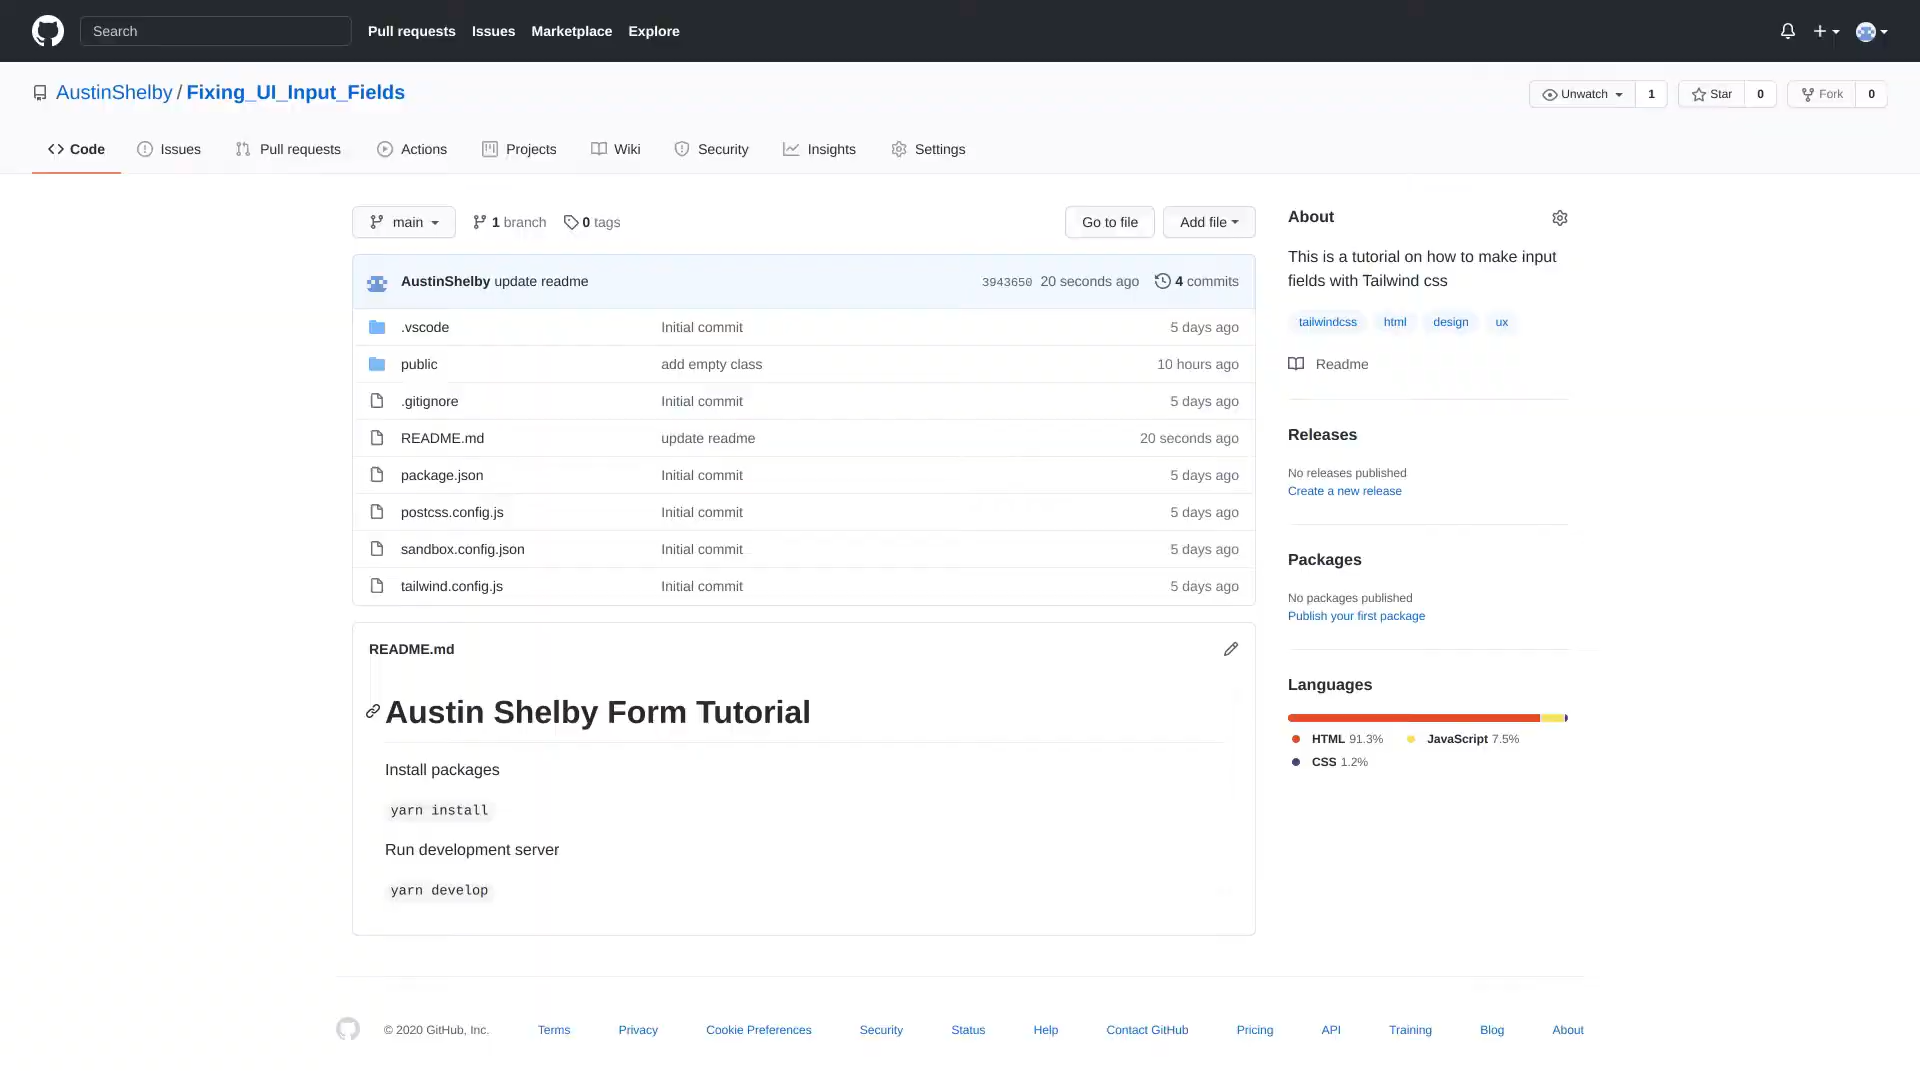 Search
Pull requests Issues Marketplace Explore
AustinShelby / Fixing_UI_Input_Fields
Unwatch 1 Star 0 Fork 0
Code Issues Pull requests Actions Projects Wiki Security Insights Settings
main 1 branch 0 tags Go to file Add file
AustinShelby update readme 3943650 20 seconds ago 4 commits
.vscode Initial commit 5 days ago
public add empty class 10 hours ago
.gitignore Initial commit 5 days ago
README.md update readme 20 seconds ago
package.json Initial commit 5 days ago
postcss.config.js Initial commit 5 days ago
sandbox.config.json Initial commit 5 days ago
tailwind.config.js Initial commit 5 days ago
README.md
Austin Shelby Form Tutorial
Install packages
yarn install
Run development server
yarn develop
About
This is a tutorial on how to make input
fields with Tailwind css
tailwindcss html design ux
Readme
Releases
No releases published
Create a new release
Packages
No packages published
Publish your first package
Languages
HTML 91.3% JavaScript 7.5%
CSS 1.2%
© 2020 GitHub, Inc. Terms Privacy Cookie Preferences Security Status Help Contact GitHub Pricing API Training Blog About